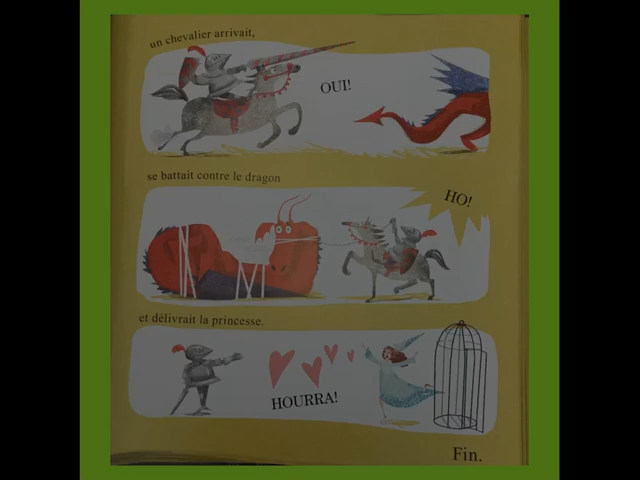 un chevalier arrivait,
OUI!
se battait contre le dragon
HO!
et délivrait la princesse.
HOURRA!
Fin.